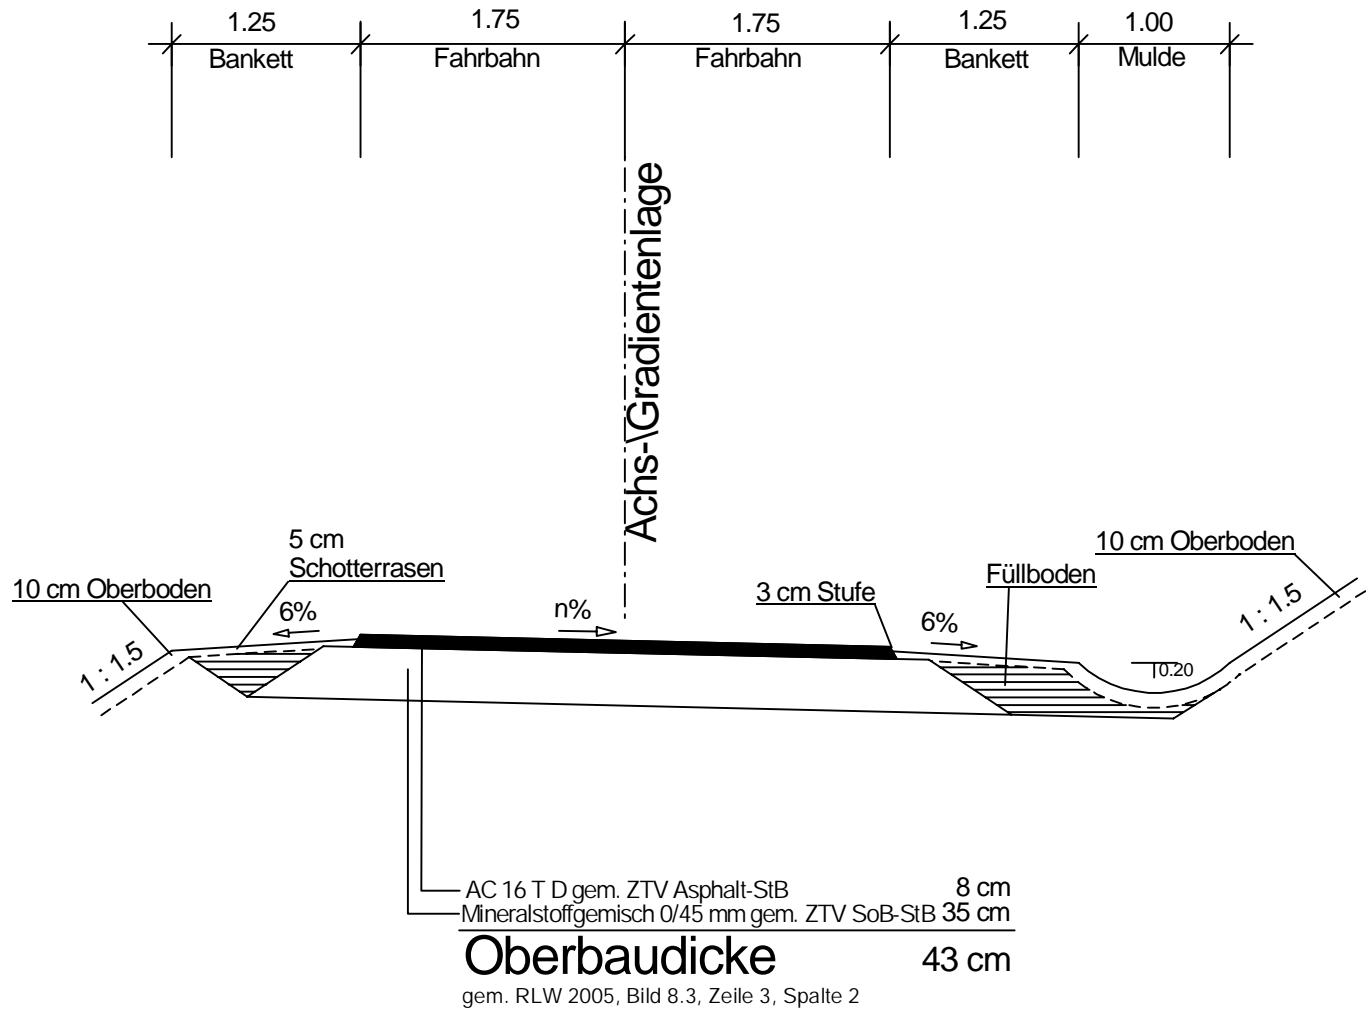 1.25
1.75
1.75
1.25
1.00
Bankett
Fahrbahn
Fahrbahn
Bankett
Mulde
Achs-\Gradientenlage
5 cm
Schotterrasen
10 cm Oberboden
10 cm Oberboden
Füllboden
3 cm Stufe
6%
n%
6%
1 : 1.5
1 : 1.5
0.20
AC 16 T D gem. ZTV Asphalt-StB 8 cm
Mineralstoffgemisch 0/45 mm gem. ZTV SoB-StB 35 cm
Oberbaudicke 43 cm
gem. RLW 2005, Bild 8.3, Zeile 3, Spalte 2